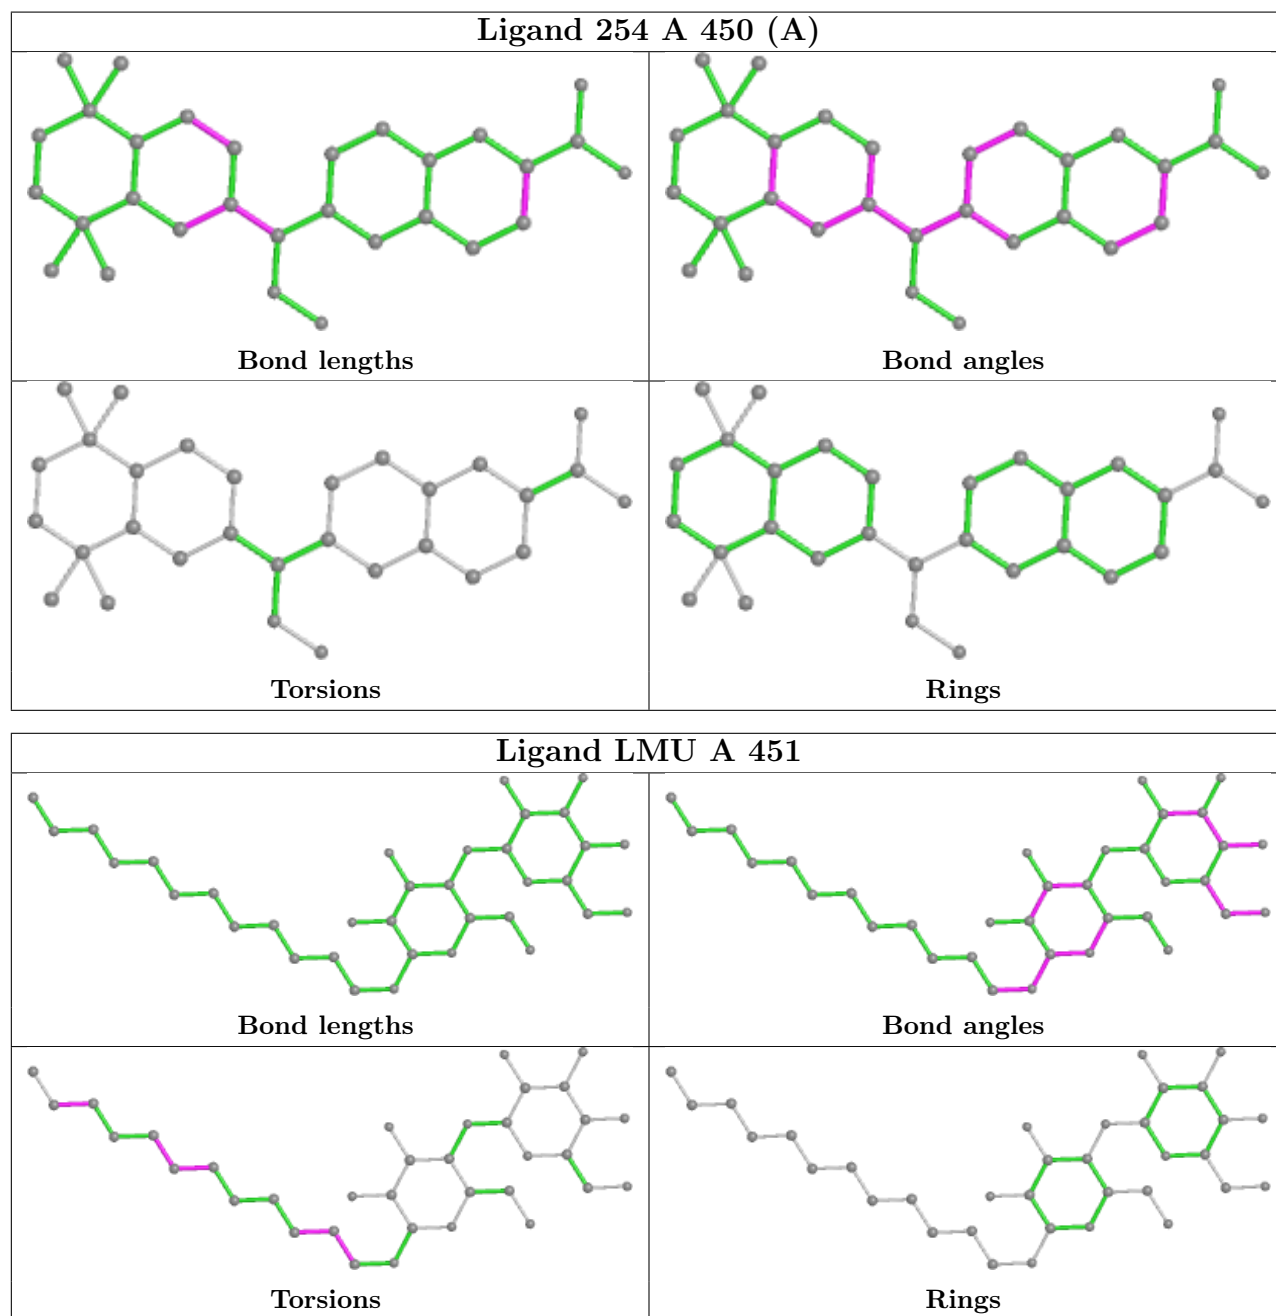 Ligand 254 A 450 (A)
Bond lengths
Bond angles
Torsions
Rings
Ligand LMU A 451
Bond lengths
Bond angles
Torsions
Rings